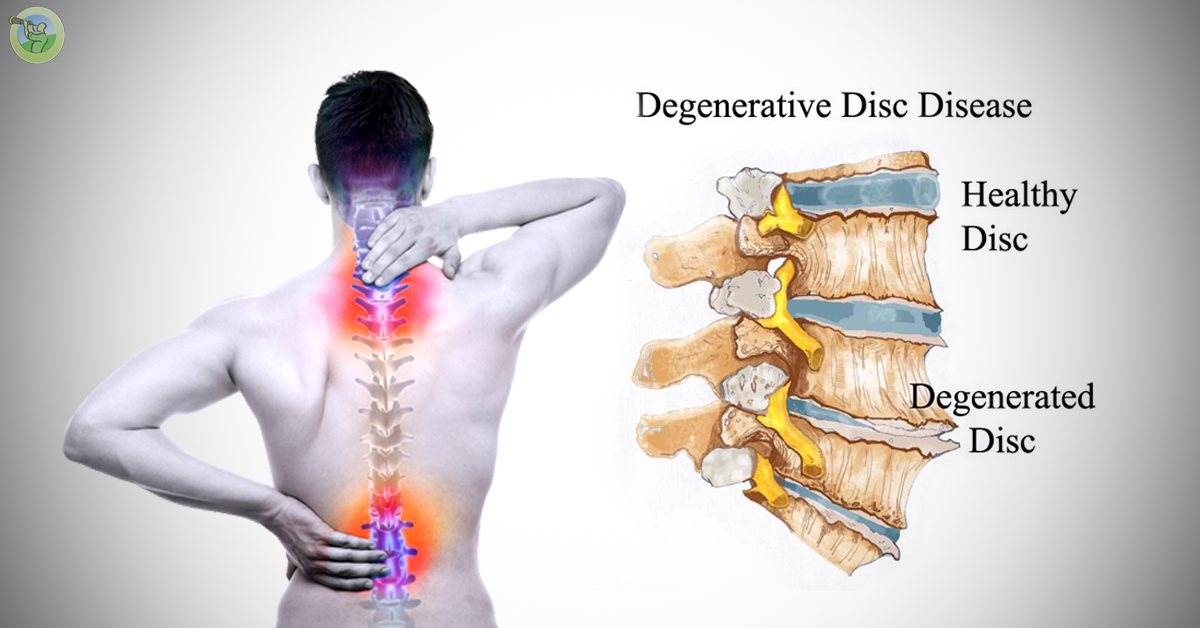 Degenerative Disc Disease
Healthy
Disc
Degenerated
Disc